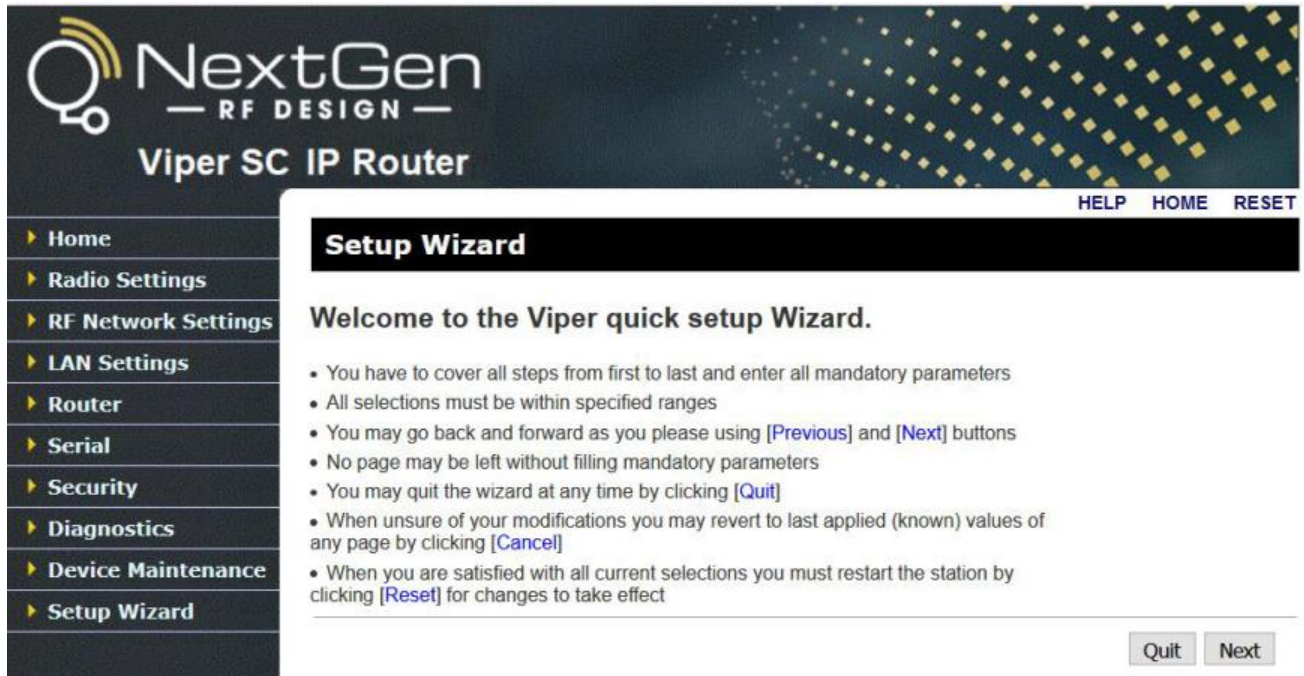 NextGen
— RF DESIGN —
Viper SC IP Router
HELP HOME RESET
Home
Radio Settings
RF Network Settings
LAN Settings
Router
Serial
Security
Diagnostics
Device Maintenance
Setup Wizard
Setup Wizard
Welcome to the Viper quick setup Wizard.
• You have to cover all steps from first to last and enter all mandatory parameters
• All selections must be within specified ranges
• You may go back and forward as you please using [Previous] and [Next] buttons
• No page may be left without filling mandatory parameters
• You may quit the wizard at any time by clicking [Quit]
• When unsure of your modifications you may revert to last applied (known) values of
any page by clicking [Cancel]
• When you are satisfied with all current selections you must restart the station by
clicking [Reset] for changes to take effect
Quit Next